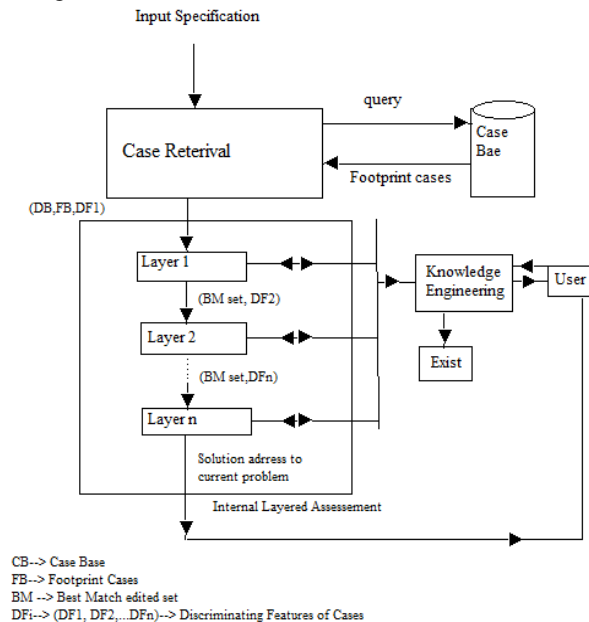 Input Specification
query
Case Reterival
Case
Bae
Footprint cases
(DB,FB,DF1)
Layer 1
Knowledge
Engineering
User
(BM set, DF2)
Layer 2
Exist
(BM set,DFn)
Layer n
Solution adrress to
current problem
Internal Layered Assessement
CB--> Case Base
FB--> Footprint Cases
BM --> Best Match edited set
DFi--> (DF1, DF2,...DFn)--> Discriminating Features of Cases